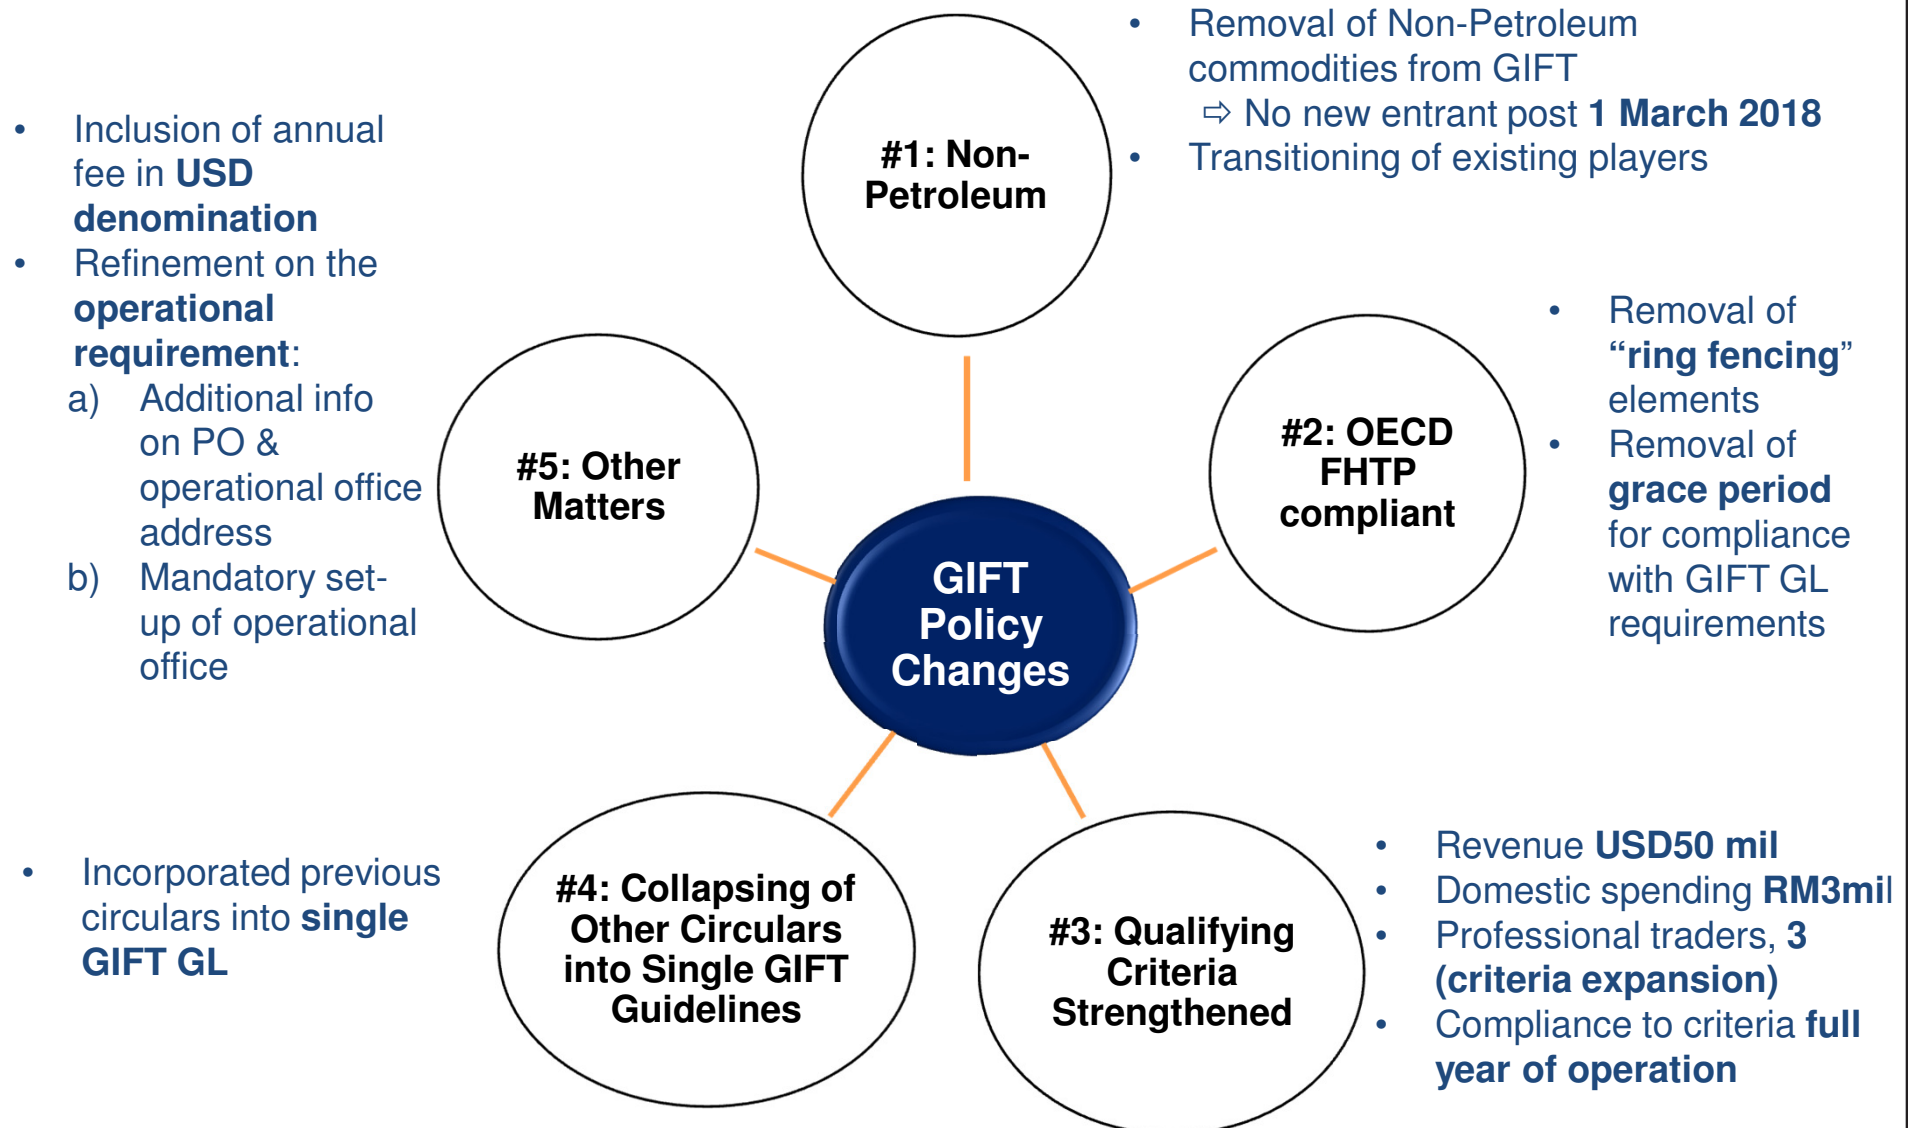 GIFT
Policy
Changes
#1: Non-
Petroleum
• Removal of Non-Petroleum
commodities from GIFT
⇨ No new entrant post 1 March 2018
• Transitioning of existing players
#2: OECD
FHTP
compliant
• Removal of
“ring fencing”
elements
• Removal of
grace period
for compliance
with GIFT GL
requirements
#3: Qualifying
Criteria
Strengthened
• Revenue USD50 mil
• Domestic spending RM3mil
• Professional traders, 3
(criteria expansion)
• Compliance to criteria full
year of operation
#4: Collapsing of
Other Circulars
into Single GIFT
Guidelines
• Incorporated previous
circulars into single
GIFT GL
#5: Other
Matters
• Inclusion of annual
fee in USD
denomination
• Refinement on the
operational
requirement:
a) Additional info
on PO &
operational office
address
b) Mandatory set-
up of operational
office